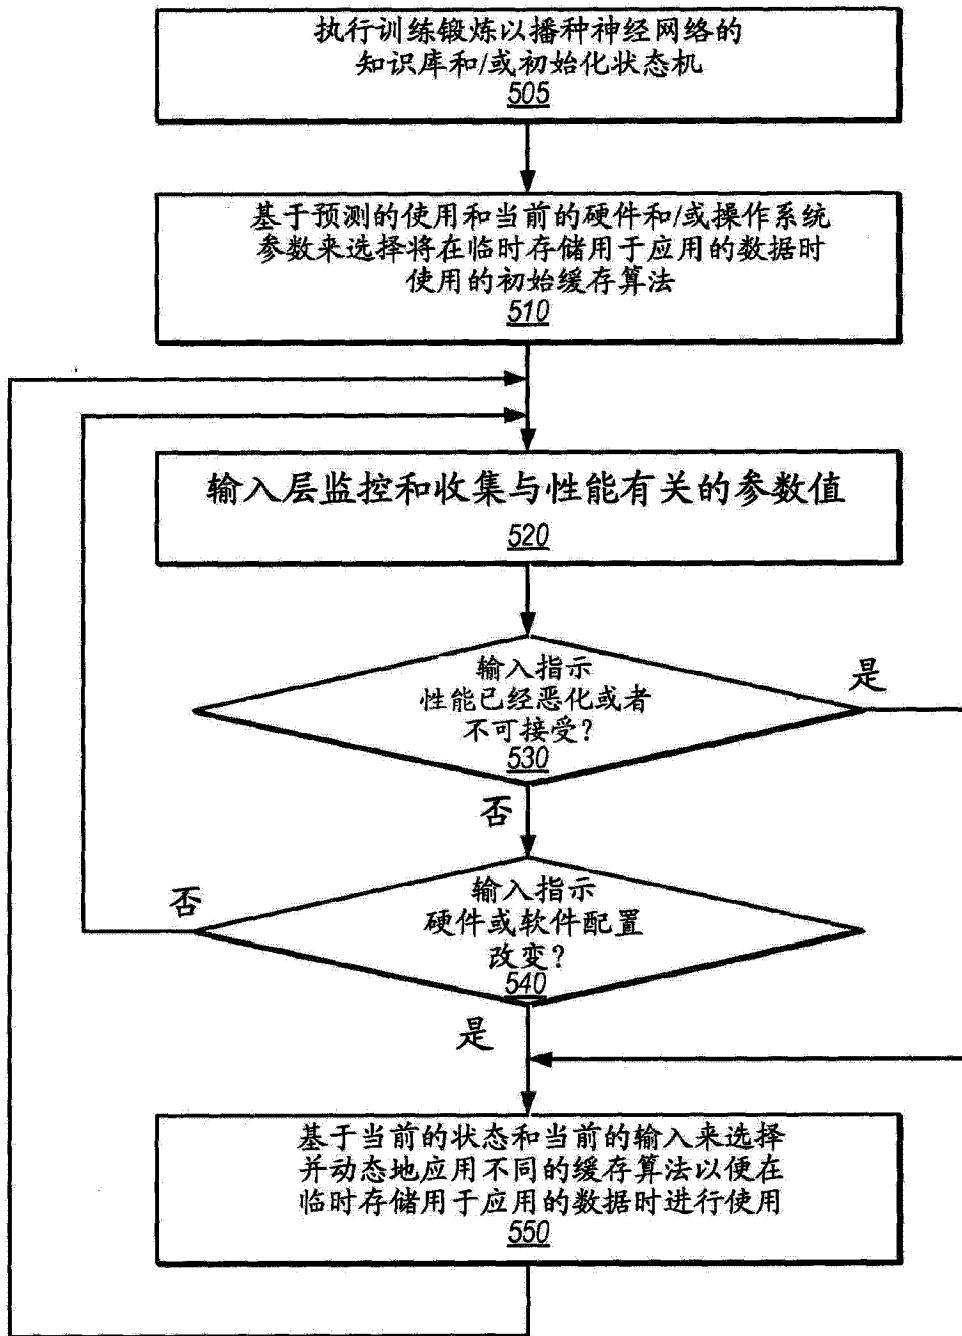 执行训练锻炼以播种神经网络的
知识库和/或初始化状态机
505
基于预测的使用和当前的硬件和/或操作系统
参数来选择将在临时存储用于应用的数据时
使用的初始缓存算法
510
输入层监控和收集与性能有关的参数值
520
输入指示
性能已经恶化或者
不可接受？
530
是
否
输入指示
硬件或软件配置
改变？
540
否
是
基于当前的状态和当前的输入来选择
并动态地应用不同的缓存算法以便在
临时存储用于应用的数据时进行使用
550